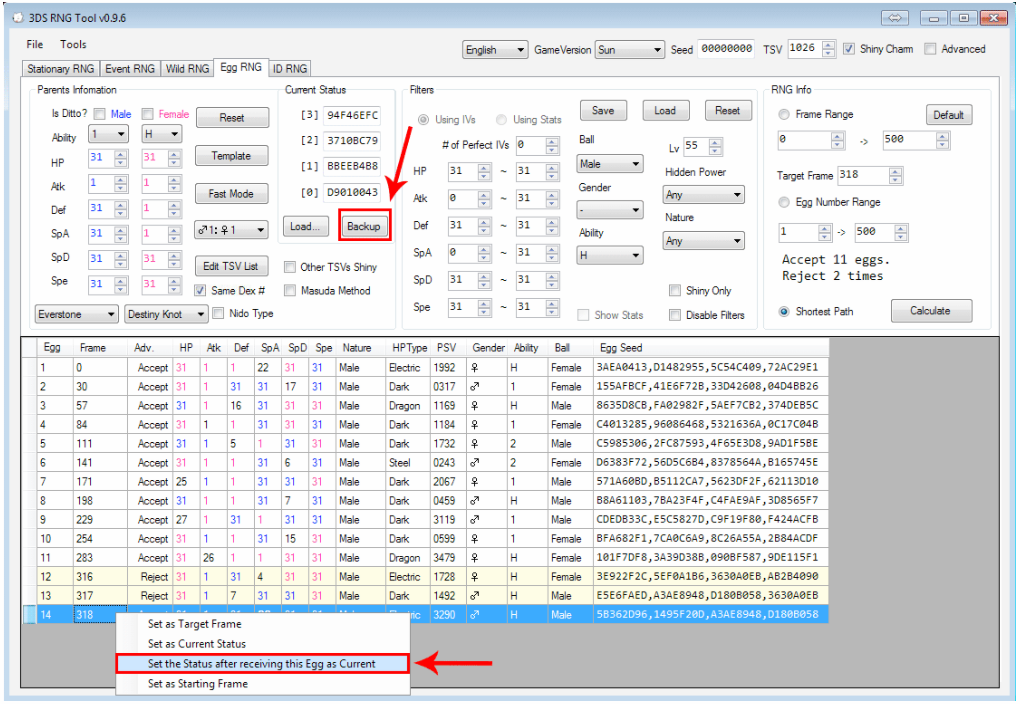 3DS RNG Tool v0.9.6
File Tools
English GameVersion Sun Seed 00000000 TSV 1026 Shiny Charm Advanced
Stationary RNG Event RNG Wild RNG Egg RNG ID RNG
Parents Infomation
Is Ditto? Male Female Reset
Ability 1 H
HP 31 31 Template
Atk 1 1 Fast Mode
Def 31 1
SpA 31 1 ♂1: ♀1
SpD 31 31 Edit TSV List
Spe 31 31 Same Dex #
Everstone Destiny Knot Nido Type
Current Status
[3] 94F46EFC
[2] 3710BC79
[1] 8BEEB4B8
[0] D9010043
Load... Backup
Other TSVs Shiny
Masuda Method
Filters
Using IVs Using Stats
# of Perfect IVs 0
HP 31 ~ 31
Atk 0 ~ 31
Def 31 ~ 31
SpA 0 ~ 31
SpD 31 ~ 31
Spe 31 ~ 31
Save Load Reset
Ball
Male
Gender
-
Ability
H
Show Stats
Lv 55
Hidden Power
Any
Nature
Any
Shiny Only
Disable Filters
RNG Info
Frame Range Default
0 -> 500
Target Frame 318
Egg Number Range
1 -> 500
Accept 11 eggs.
Reject 2 times
Shortest Path Calculate
Egg Frame Adv. HP Atk Def SpA SpD Spe Nature HPType PSV Gender Ability Ball Egg Seed
1 0 Accept 31 1 1 22 31 31 Male Electric 1992 ♀ H Female 3AEA0413,D1482955,5C54C409,72AC29E1
2 30 Accept 31 1 31 31 17 31 Male Dark 0317 ♂ 1 Female 155AFBCF,41E6F72B,33D42608,04D4BB26
3 57 Accept 31 1 16 31 31 31 Male Dragon 1169 ♀ H Male 8635D8CB,FA02982F,5AEF7CB2,374DEB5C
4 84 Accept 31 1 1 31 31 31 Male Dark 1184 ♀ 1 Female C4013285,96086468,5321636A,0C17C04B
5 111 Accept 31 1 5 1 31 31 Male Dark 1732 ♀ 2 Male C5985306,2FC87593,4F65E3D8,9AD1F5BE
6 141 Accept 31 1 1 31 6 31 Male Steel 0243 ♂ 2 Female D6383F72,56D5C6B4,8378564A,B165745E
7 171 Accept 25 1 1 31 31 31 Male Dark 2067 ♀ 1 Male 571A60BD,B5112CA7,5623DF2F,62113D10
8 198 Accept 31 1 1 31 7 31 Male Dark 0459 ♂ H Male B8A61103,7BA23F4F,C4FAE9AF,3D8565F7
9 229 Accept 27 1 31 1 31 31 Male Dark 3119 ♂ 1 Male CDEDB33C,E5C5827D,C9F19F80,F424ACFB
10 254 Accept 31 1 1 31 15 31 Male Dark 0599 ♂ 1 Female BFA682F1,7CA0C6A9,8C26A55A,2B84ACDF
11 283 Accept 31 26 1 1 31 31 Male Dragon 3479 ♀ H Female 101F7DF8,3A39D38B,090BF587,9DE115F1
12 316 Reject 31 1 31 4 31 31 Male Electric 1728 ♀ H Female 3E922F2C,5EF0A1B6,3630A0EB,AB2B4090
13 317 Reject 31 1 7 31 31 31 Male Dark 1492 ♂ H Male E5E6FAED,A3AE8948,D180B058,3630A0EB
14 318 3290 ♂ H Male 5B362D96,1495F20D,A3AE8948,D180B058
Set as Target Frame
Set as Current Status
Set the Status after receiving this Egg as Current
Set as Starting Frame